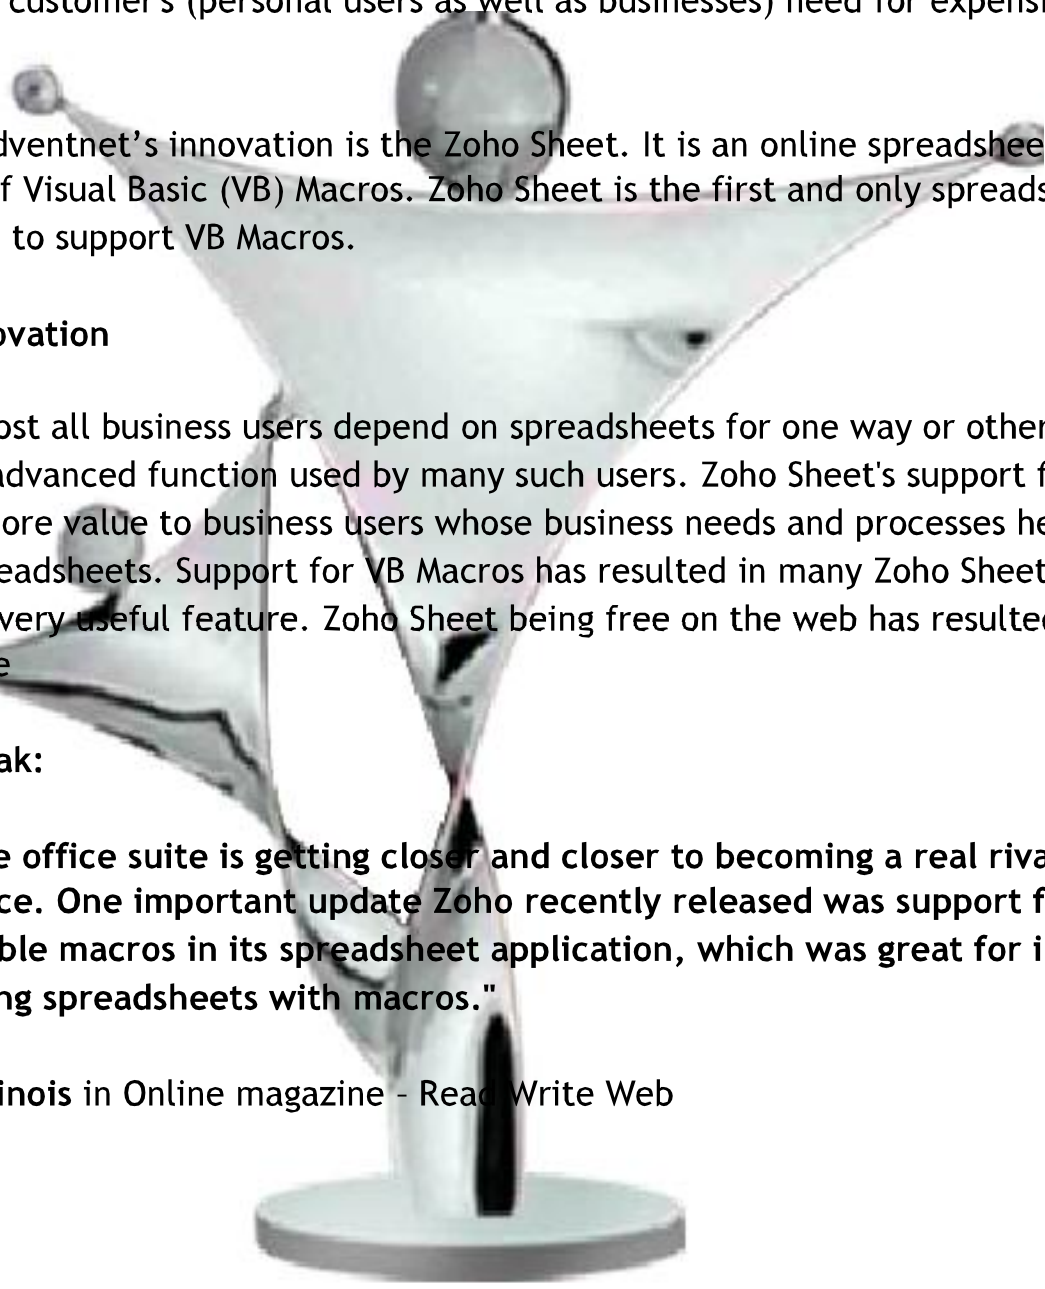 customer's (personal users as well as businesses) need for expensi
dventnet’s innovation is the Zoho Sheet. It is an online spreadshee
f Visual Basic (VB) Macros. Zoho Sheet is the first and only spreads
to support VB Macros.
ovation
ost all business users depend on spreadsheets for one way or other
advanced function used by many such users. Zoho Sheet's support f
ore value to business users whose business needs and processes he
eadsheets. Support for VB Macros has resulted in many Zoho Sheet
very useful feature. Zoho Sheet being free on the web has resulted
e
ak:
e office suite is getting closer and closer to becoming a real riva
ce. One important update Zoho recently released was support f
ble macros in its spreadsheet application, which was great for i
ng spreadsheets with macros."
inois in Online magazine – Read Write Web